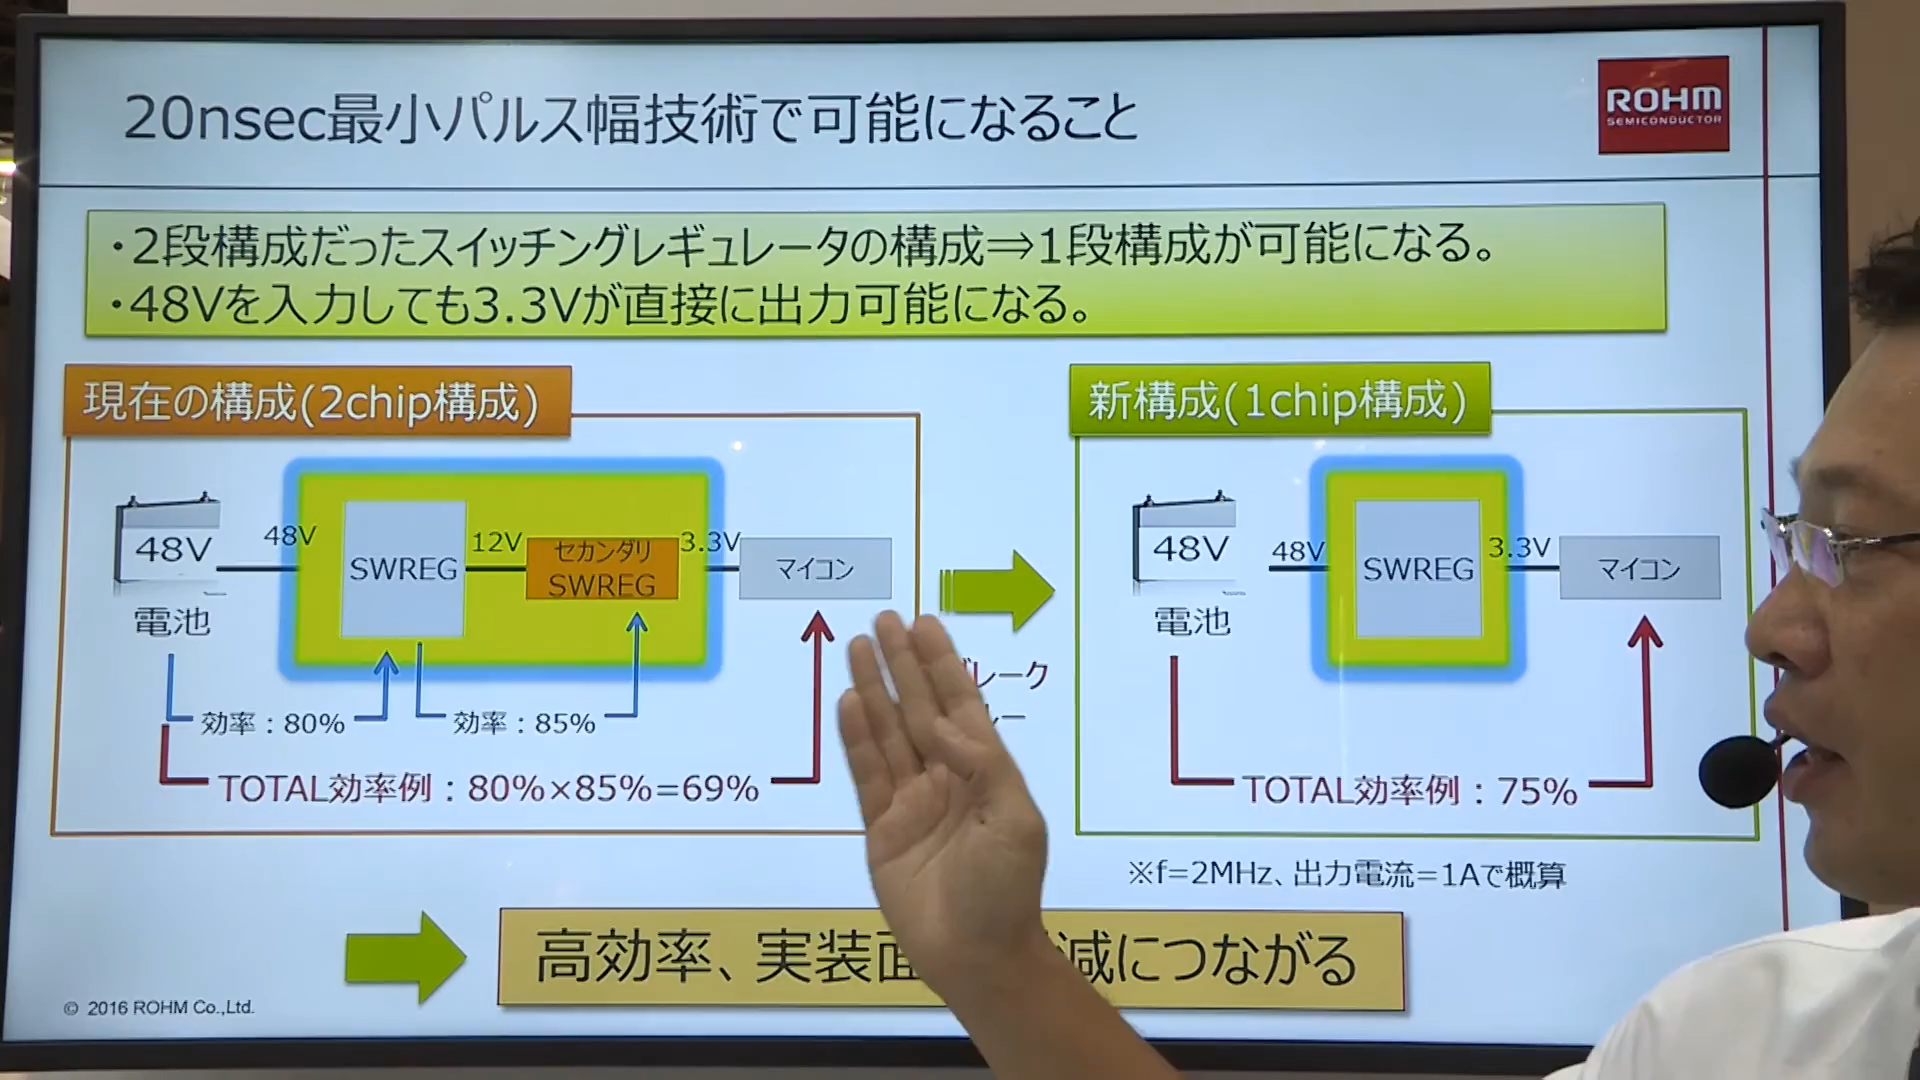 20nsec最小パルス幅技術で可能になること
ROHM
SEMICONDUCTOR
・2段構成だったスイッチングレギュレータの構成⇒1段構成が可能になる。
・48Vを入力しても3.3Vが直接に出力可能になる。
現在の構成(2chip構成)
48V
電池
48V
SWREG
12V
セカンダリ
SWREG
3.3V
マイコン
効率：80%
効率：85%
TOTAL効率例：80%×85%=69%
レーク
レー
新構成(1chip構成)
48V
電池
48V
SWREG
3.3V
マイコン
TOTAL効率例：75%
※f=2MHz、出力電流=1Aで概算
高効率、実装面 減につながる
© 2016 ROHM Co.,Ltd.